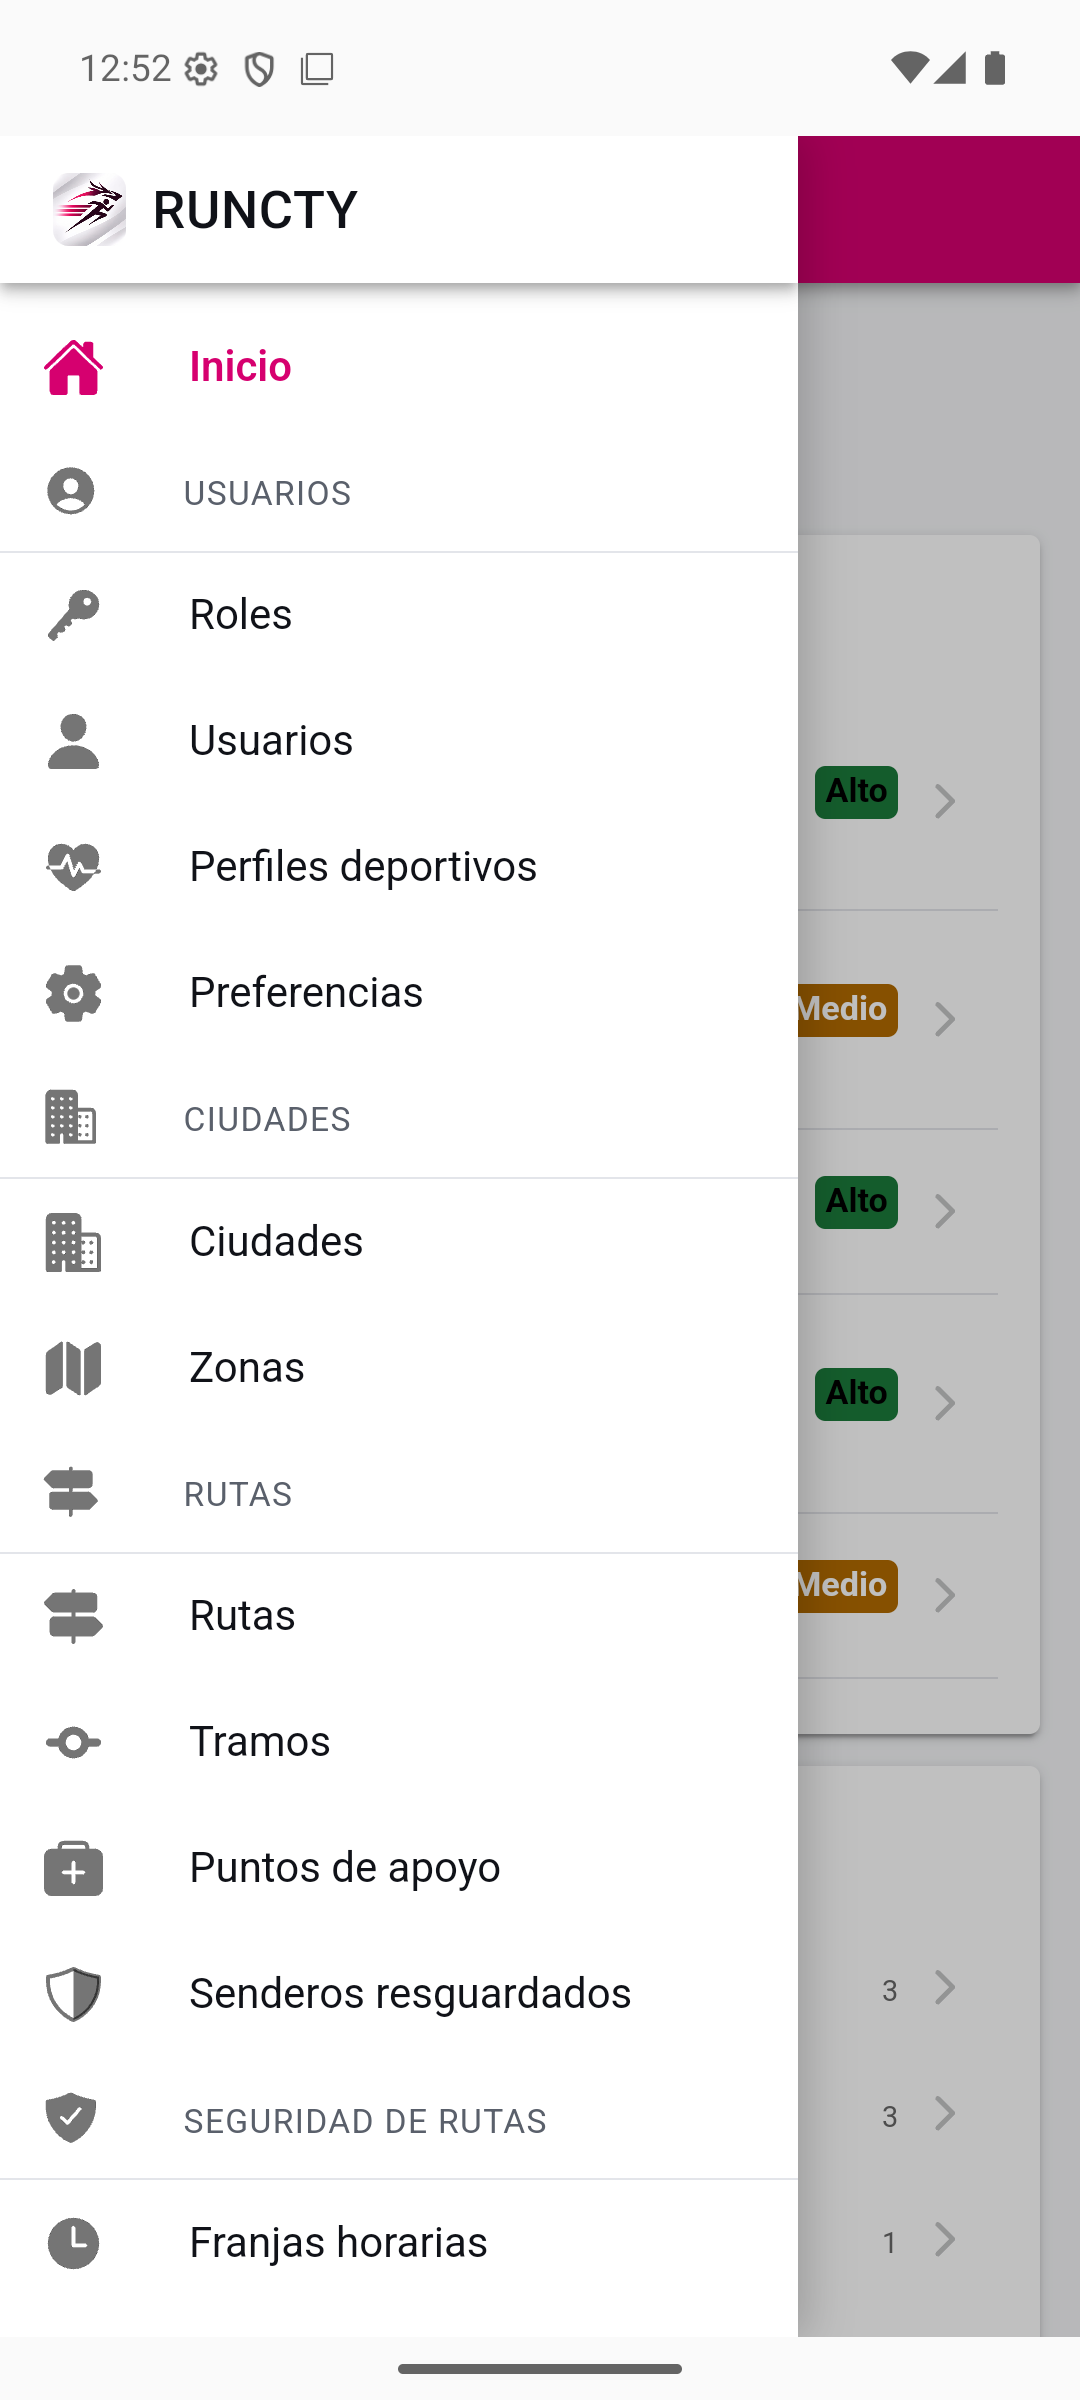 12:52
RUNCTY
Inicio
USUARIOS
Roles
Usuarios
Alto
Perfiles deportivos
Preferencias
Medio
CIUDADES
Alto
Ciudades
Zonas
Alto
RUTAS
Medio
Rutas
Tramos
Puntos de apoyo
Senderos resguardados
3
SEGURIDAD DE RUTAS
3
Franjas horarias
1